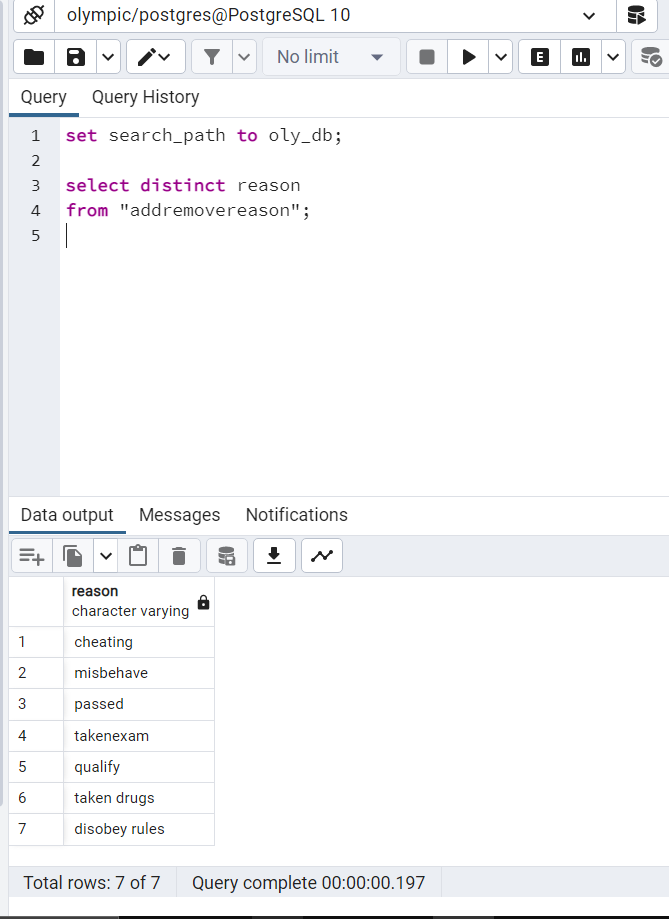 olympic/postgres@PostgreSQL 10
No limit
E
Query Query History
1 set search_path to oly_db;
2
3 select distinct reason
4 from "addremovereason";
5
Data output Messages Notifications
reason
character varying
1 cheating
2 misbehave
3 passed
4 takenexam
5 qualify
6 taken drugs
7 disobey rules
Total rows: 7 of 7 Query complete 00:00:00.197